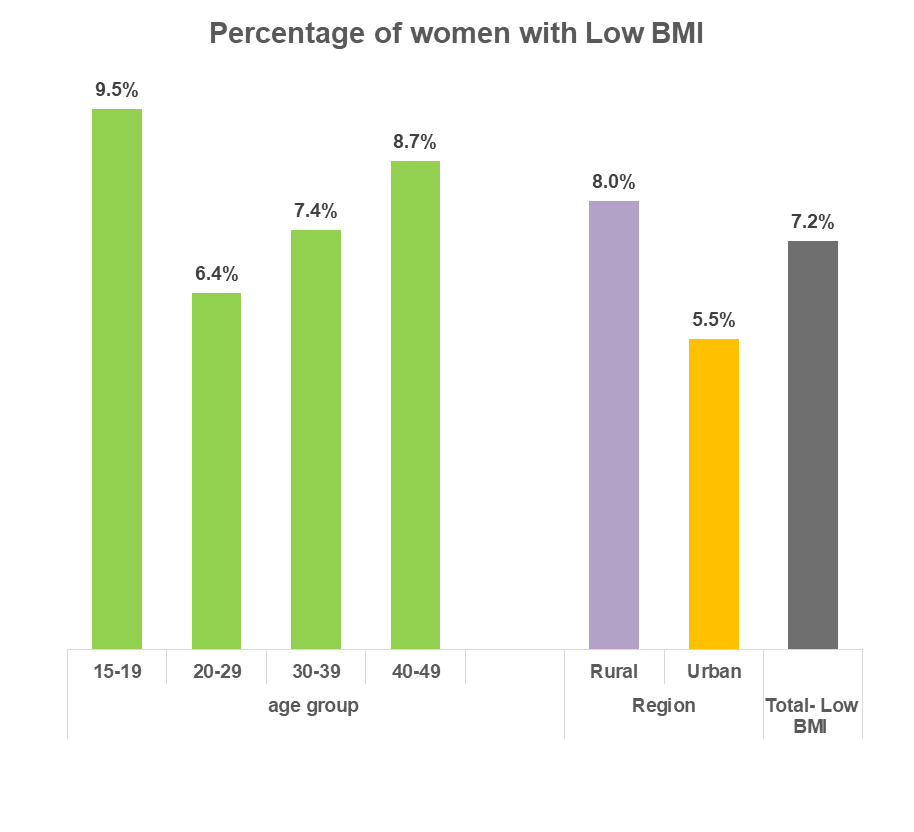 Percentage of women with Low BMI
9.5%
6.4%
7.4%
8.7%
8.0%
5.5%
7.2%
15-19
20-29
30-39
40-49
Rural
Urban
age group
Region
Total- Low
BMI